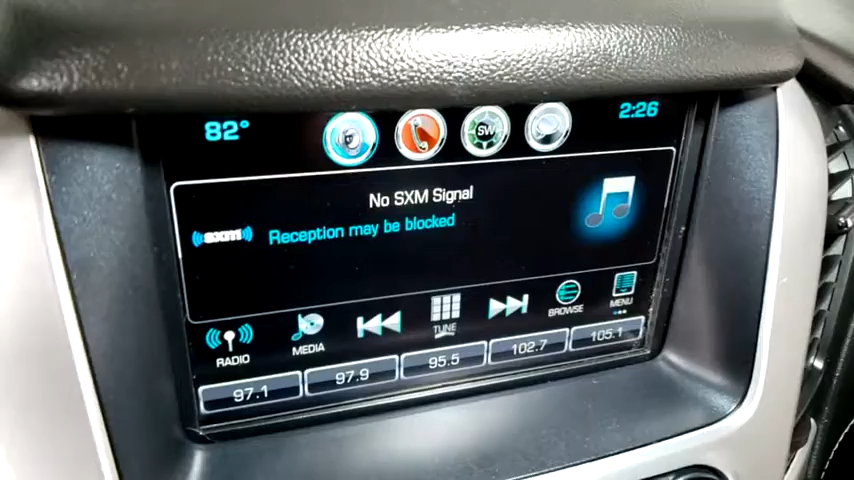 82°
SW
2:26
No SXM Signal
((sxm))
Reception may be blocked
RADIO
MEDIA
TUNE
BROWSE
MENU
97.1
97.9
95.5
102.7
105.1